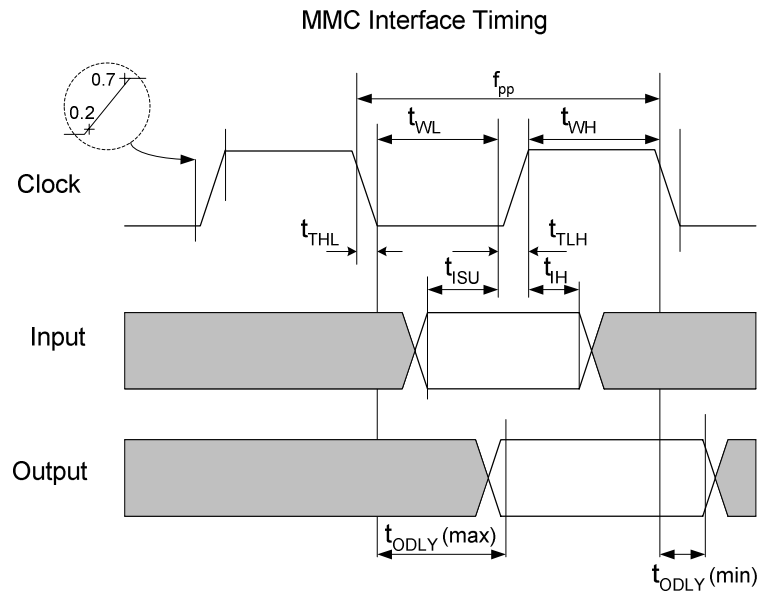 MMC Interface Timing
0.7
0.2
fpp
tWL
tWH
Clock
tTHL
tTLH
tISU
tIH
Input
Output
tODLY (max)
tODLY (min)